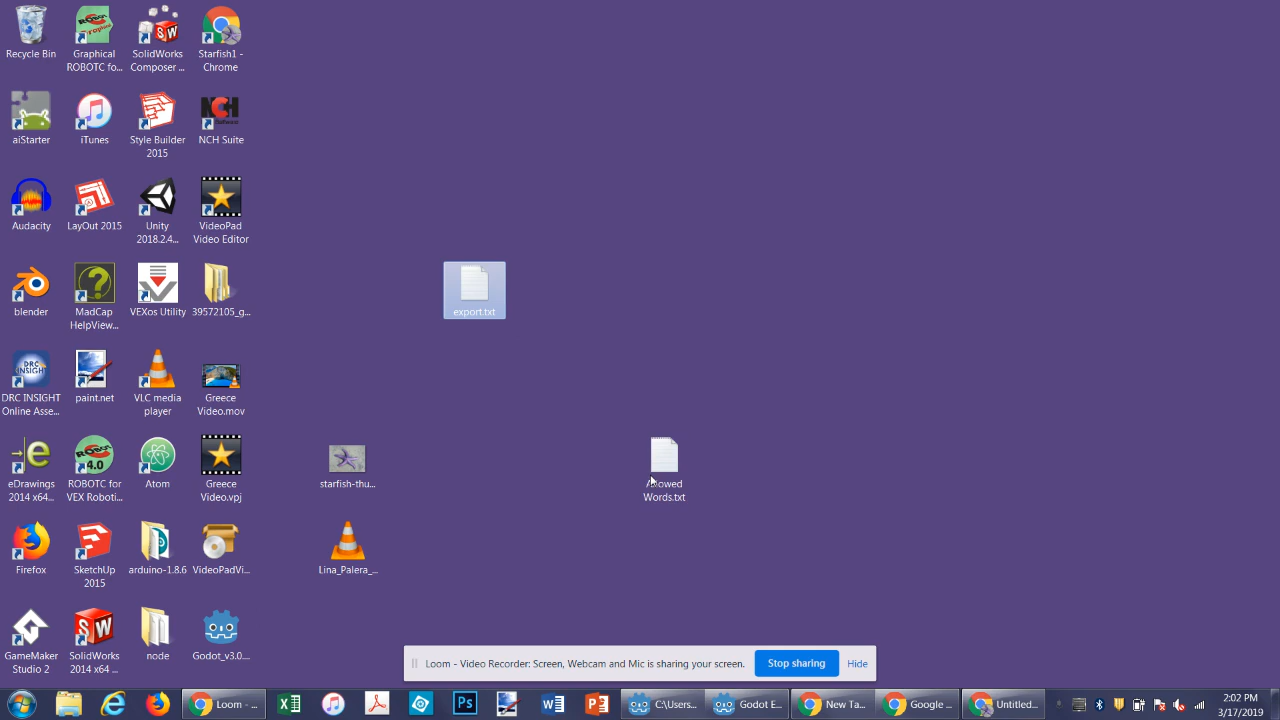 Recycle Bin
Graphical
ROBOTC fo...
SolidWorks
Composer ...
Starfish1 -
Chrome
aiStarter
iTunes
Style Builder
2015
NCH Suite
Audacity
LayOut 2015
Unity
2018.2.4...
VideoPad
Video Editor
blender
MadCap
HelpView...
VEXos Utility
39572105_g...
export.txt
DRC INSIGHT
Online Asse...
paint.net
VLC media
player
Greece
Video.mov
eDrawings
2014 x64...
ROBOTC for
VEX Roboti...
Atom
Greece
Video.vpj
starfish-thu...
Allowed
Words.txt
Firefox
SketchUp
2015
arduino-1.8.6
VideoPadVi...
Lina_Palera_...
GameMaker
Studio 2
SolidWorks
2014 x64 ...
node
Godot_v3.0....
Loom - Video Recorder: Screen, Webcam and Mic is sharing your screen.
Stop sharing
Hide
Loom - ...
C:\Users...
Godot E...
New Ta...
Google ...
Untitled...
2:02 PM
3/17/2019